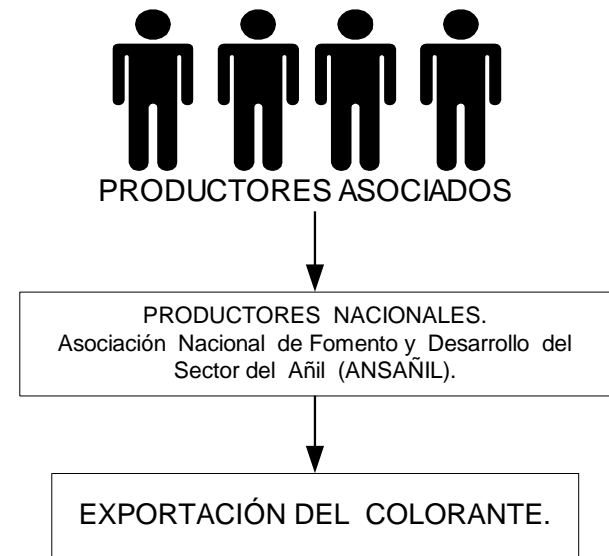 PRODUCTORES ASOCIADOS
PRODUCTORES NACIONALES.
Asociación Nacional de Fomento y Desarrollo del
Sector del Añil (ANSAÑIL).
EXPORTACIÓN DEL COLORANTE.